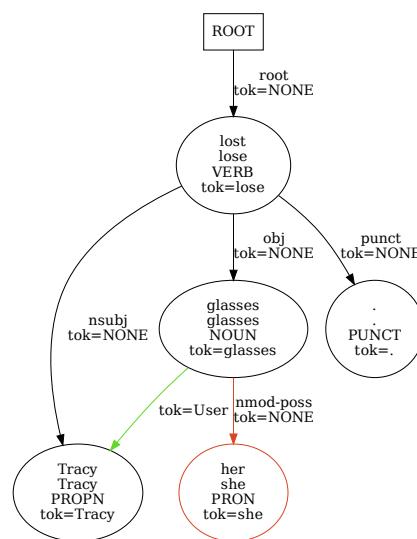 ROOT
root
tok=NONE
lost
lose
VERB
tok=lose
obj
tok=NONE
punct
tok=NONE
nsubj
tok=NONE
glasses
glasses
NOUN
tok=glasses
.
.
PUNCT
tok=.
tok=User
nmod-poss
tok=NONE
Tracy
Tracy
PROPN
tok=Tracy
her
she
PRON
tok=she